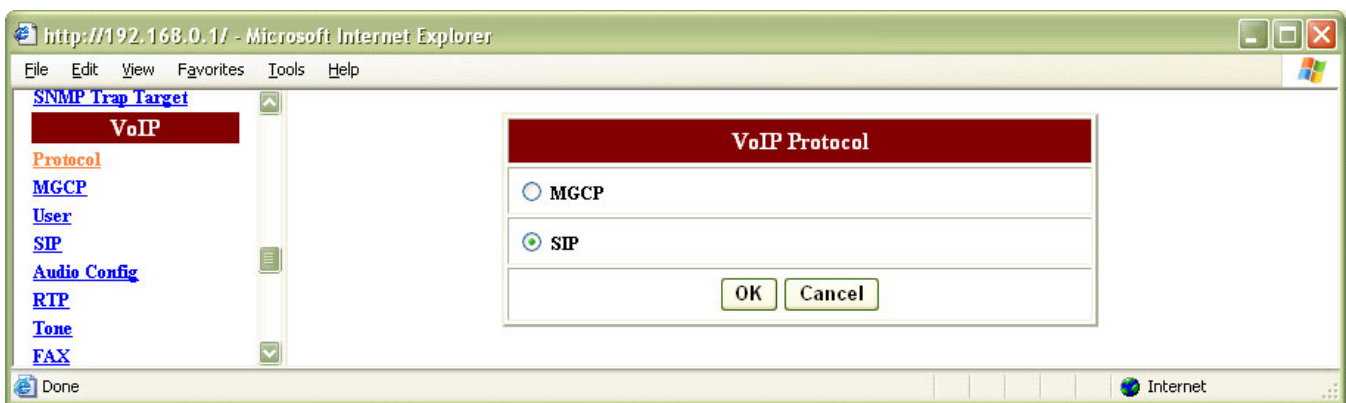 http://192.168.0.1/ - Microsoft Internet Explorer
File Edit View Favorites Tools Help
SNMP Trap Target
VoIP
Protocol
MGCP
User
SIP
Audio Config
RTP
Tone
FAX
VoIP Protocol
MGCP
SIP
OK Cancel
Done
Internet